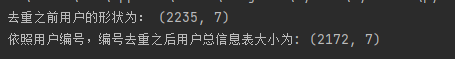 去重之前用户的形状为: (2235, 7)
依照用户编号，编号去重之后用户总信息表大小为: (2172, 7)